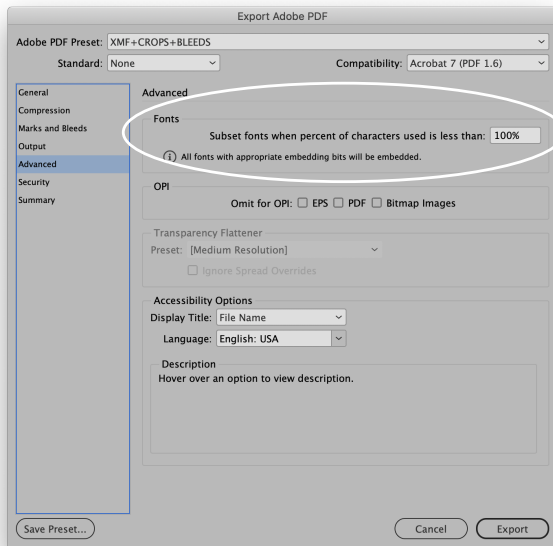 Export Adobe PDF
Adobe PDF Preset: XMF+CROPS+BLEEDS
Standard: None Compatibility: Acrobat 7 (PDF 1.6)
General
Compression
Marks and Bleeds
Output
Advanced
Security
Summary
Advanced
Fonts
Subset fonts when percent of characters used is less than: 100%
All fonts with appropriate embedding bits will be embedded.
OPI
Omit for OPI: EPS PDF Bitmap Images
Transparency Flattener
Preset: [Medium Resolution]
Ignore Spread Overrides
Accessibility Options
Display Title: File Name
Language: English: USA
Description
Hover over an option to view description.
Save Preset... Cancel Export